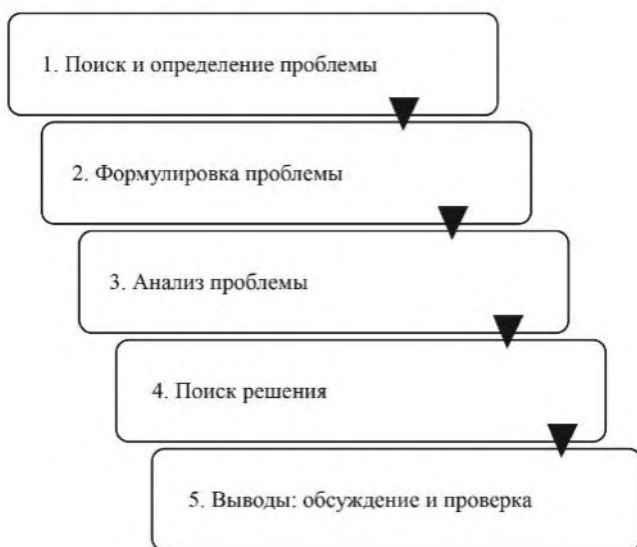 1. Поиск и определение проблемы
2. Формулировка проблемы
3. Анализ проблемы
4. Поиск решения
5. Выводы: обсуждение и проверка